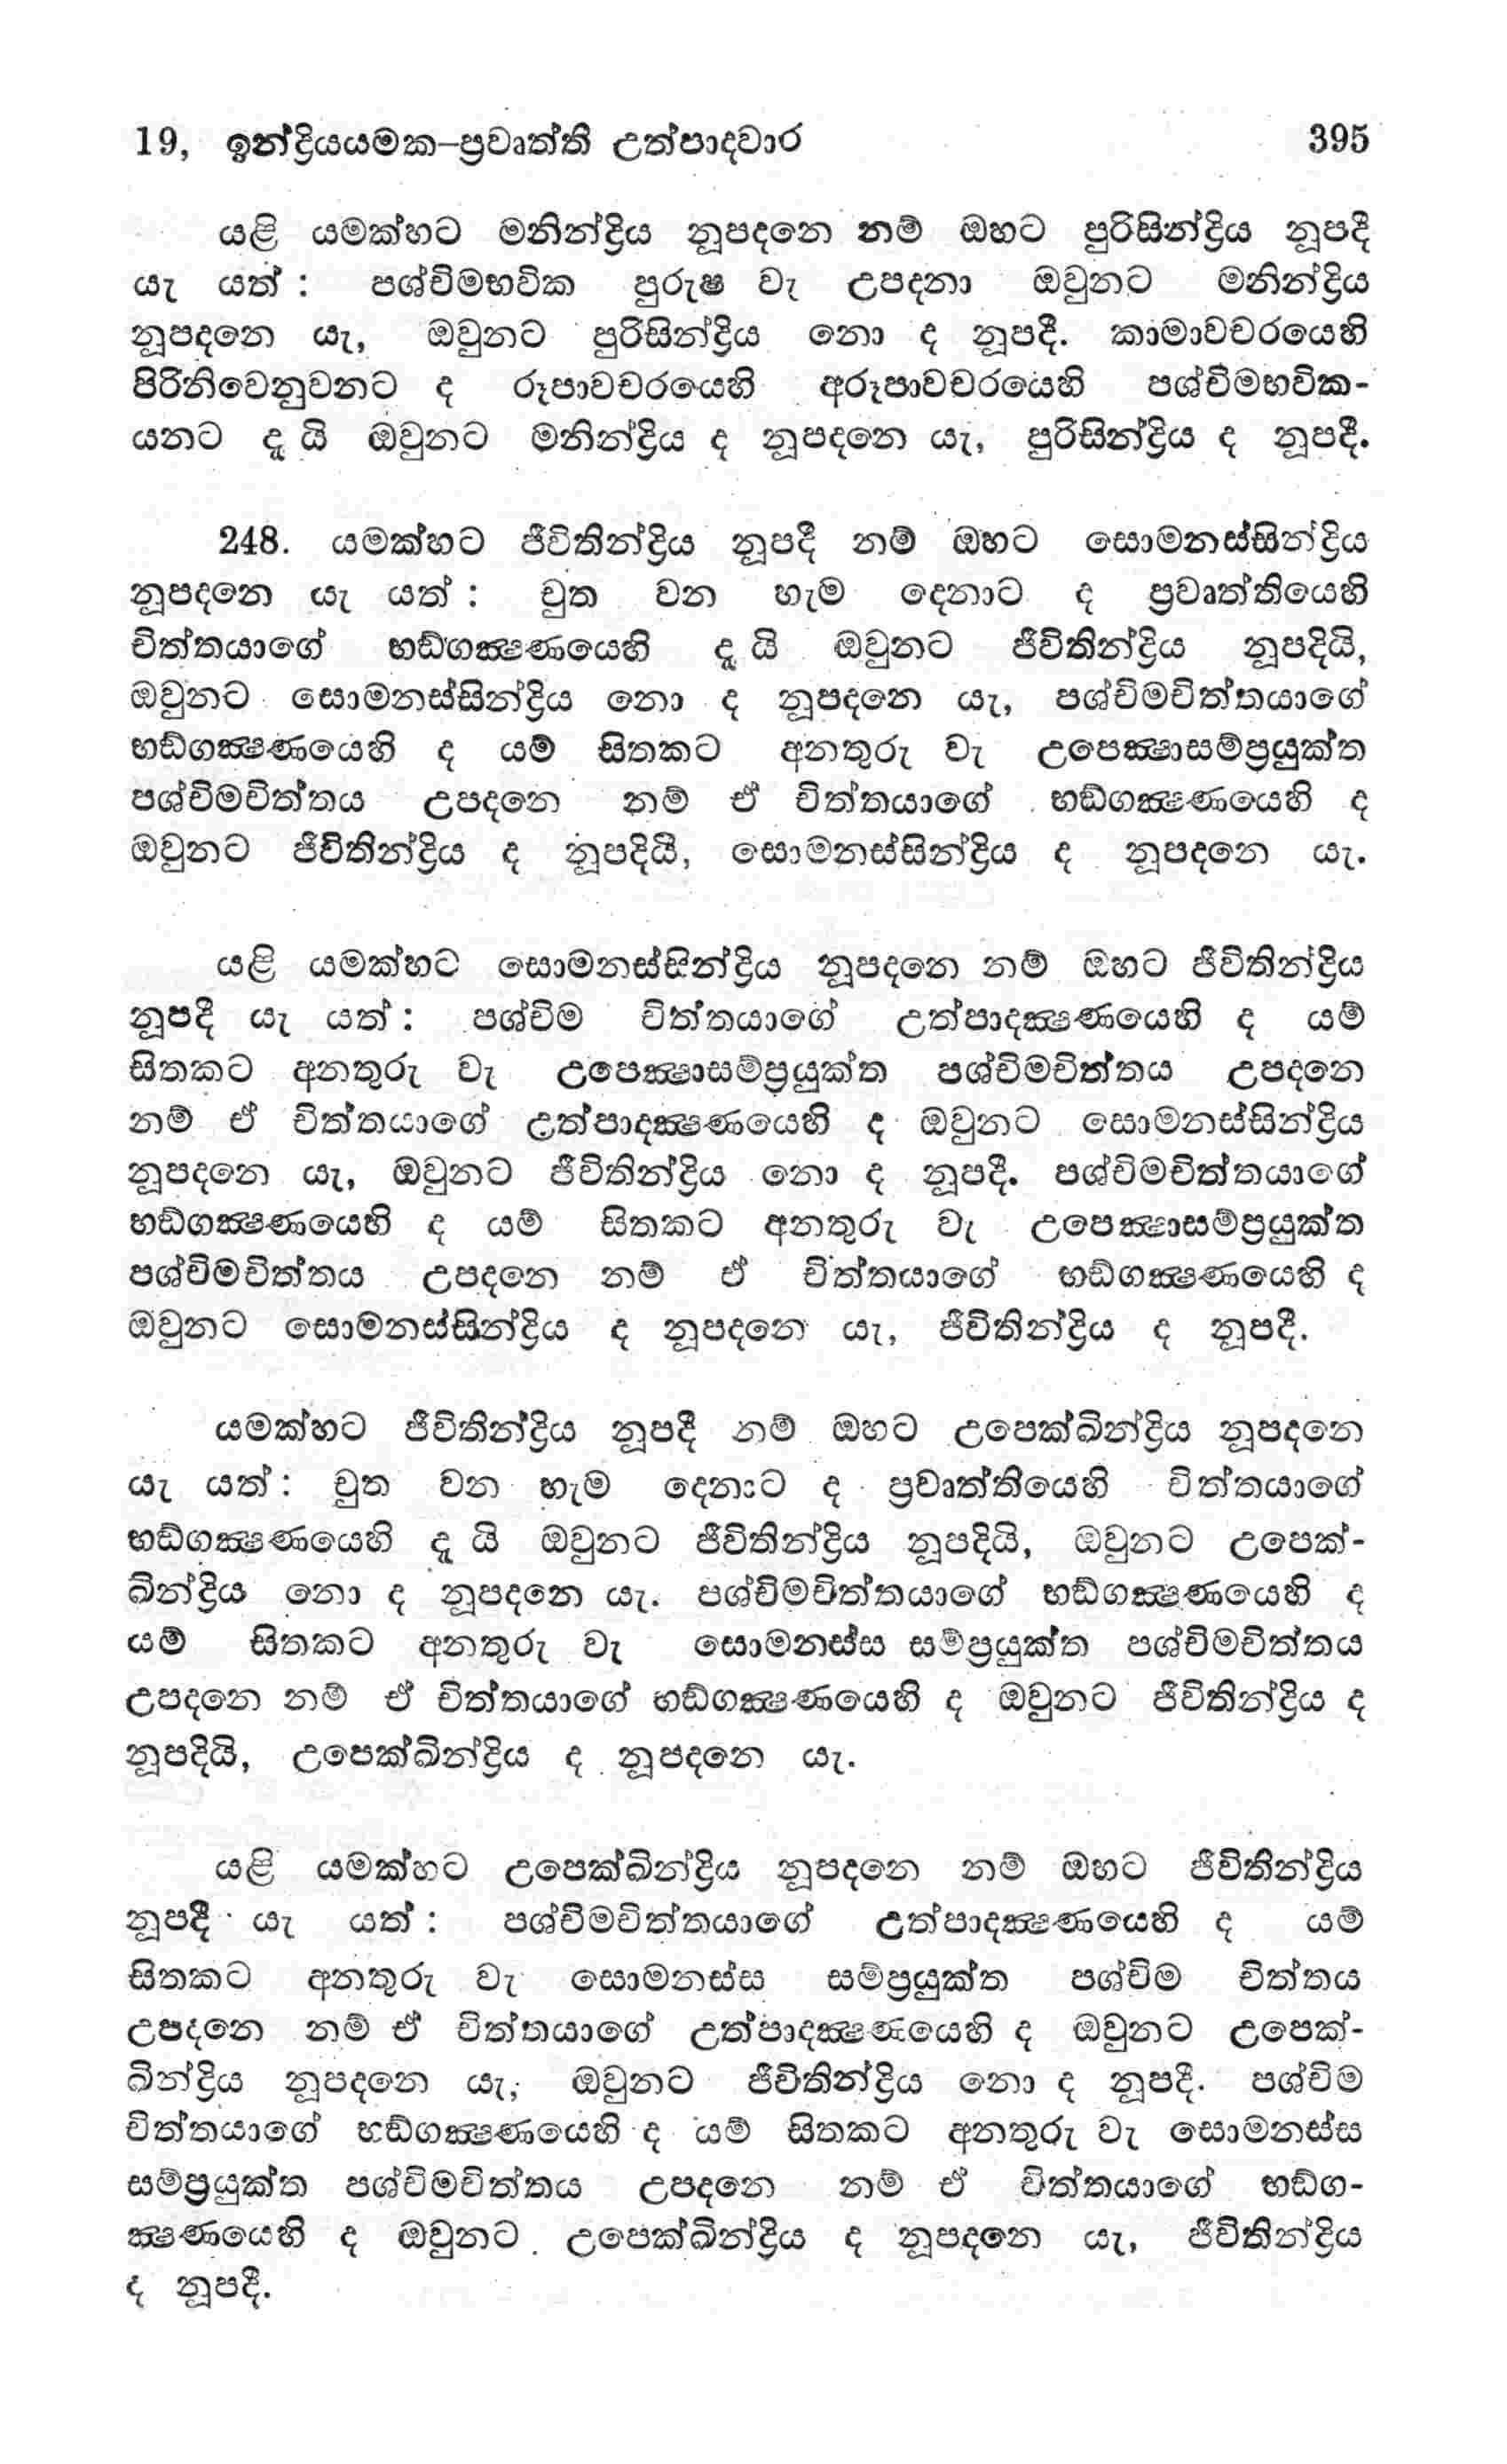 19, ඉන්ද්‍රියයමක–ප්‍රවෘත්ති උත්පාදවාර 395
යළි යමක්හට මනින්ද්‍රිය නූපදනෙ නම් ඔහට පුරිසින්ද්‍රිය නූපදී
යැ යත් : පශ්චිමභවික පුරුෂ වැ උපදනා ඔවුනට මනින්ද්‍රිය
නූපදනෙ යැ, ඔවුනට පුරිසින්ද්‍රිය නො ද නූපදී. කාමාවචරයෙහි
පිරිනිවෙනුවනට ද රූපාවචරයෙහි අරූපාවචරයෙහි පශ්චිමභවික-
යනට දැ යි ඔවුනට මනින්ද්‍රිය ද නූපදනෙ යැ, පුරිසින්ද්‍රිය ද නූපදී.
248. යමක්හට ජීවිතින්ද්‍රිය නූපදී නම් ඔහට සොමනස්සින්ද්‍රිය
නූපදනෙ යැ යත් : චුත වන හැම දෙනාට ද ප්‍රවෘත්තියෙහි
චිත්තයාගේ භඩ්ගක්‍ෂණයෙහි දැ යි ඔවුනට ජීවිතින්ද්‍රිය නූපදියි,
ඔවුනට සොමනස්සින්ද්‍රිය නො ද නූපදනෙ යැ, පශ්චිමචිත්තයාගේ
භඩ්ගක්‍ෂණයෙහි ද යම් සිතකට අනතුරු වැ උපෙක්‍ෂාසම්ප්‍රයුක්ත
පශ්චිමචිත්තය උපදනෙ නම් ඒ චිත්තයාගේ භඩ්ගක්‍ෂණයෙහි ද
ඔවුනට ජීවිතින්ද්‍රිය ද නූපදියි, සොමනස්සින්ද්‍රිය ද නූපදනෙ යැ.
යළි යමක්හට සොමනස්සින්ද්‍රිය නූපදනෙ නම් ඔහට ජීවිතින්ද්‍රිය
නූපදී යැ යත් : පශ්චිම චිත්තයාගේ උත්පාදක්‍ෂණයෙහි ද යම්
සිතකට අනතුරු වැ උපෙක්‍ෂාසම්ප්‍රයුක්ත පශ්චිමචිත්තය උපදනෙ
නම් ඒ චිත්තයාගේ උත්පාදක්‍ෂණයෙහි ද ඔවුනට සොමනස්සින්ද්‍රිය
නූපදනෙ යැ, ඔවුනට ජීවිතින්ද්‍රිය නො ද නූපදී. පශ්චිමචිත්තයාගේ
භඩ්ගක්‍ෂණයෙහි ද යම් සිතකට අනතුරු වැ උපෙක්‍ෂාසම්ප්‍රයුක්ත
පශ්චිමචිත්තය උපදනෙ නම් ඒ චිත්තයාගේ භඩ්ගක්‍ෂණයෙහි ද
ඔවුනට සොමනස්සින්ද්‍රිය ද නූපදනෙ යැ, ජීවිතින්ද්‍රිය ද නූපදී.
යමක්හට ජීවිතින්ද්‍රිය නූපදී නම් ඔහට උපෙක්ඛින්ද්‍රිය නූපදනෙ
යැ යත් : චුත වන හැම දෙනාට ද ප්‍රවෘත්තියෙහි චිත්තයාගේ
භඩ්ගක්‍ෂණයෙහි දැ යි ඔවුනට ජීවිතින්ද්‍රිය නූපදියි, ඔවුනට උපෙක්-
ඛින්ද්‍රිය නො ද නූපදනෙ යැ. පශ්චිමචිත්තයාගේ භඩ්ගක්‍ෂණයෙහි ද
යම් සිතකට අනතුරු වැ සොමනස්ස සම්ප්‍රයුක්ත පශ්චිමචිත්තය
උපදනෙ නම් ඒ චිත්තයාගේ භඩ්ගක්‍ෂණයෙහි ද ඔවුනට ජීවිතින්ද්‍රිය ද
නූපදියි, උපෙක්ඛින්ද්‍රිය ද නූපදනෙ යැ.
යළි යමක්හට උපෙක්ඛින්ද්‍රිය නූපදනෙ නම් ඔහට ජීවිතින්ද්‍රිය
නූපදී යැ යත් : පශ්චිමචිත්තයාගේ උත්පාදක්‍ෂණයෙහි ද යම්
සිතකට අනතුරු වැ සොමනස්ස සම්ප්‍රයුක්ත පශ්චිම චිත්තය
උපදනෙ නම් ඒ චිත්තයාගේ උත්පාදක්‍ෂණයෙහි ද ඔවුනට උපෙක්-
ඛින්ද්‍රිය නූපදනෙ යැ, ඔවුනට ජීවිතින්ද්‍රිය නො ද නූපදී. පශ්චිම
චිත්තයාගේ භඩ්ගක්‍ෂණයෙහි ද යම් සිතකට අනතුරු වැ සොමනස්ස
සම්ප්‍රයුක්ත පශ්චිමචිත්තය උපදනෙ නම් ඒ චිත්තයාගේ භඩ්ග-
ක්‍ෂණයෙහි ද ඔවුනට උපෙක්ඛින්ද්‍රිය ද නූපදනෙ යැ, ජීවිතින්ද්‍රිය
ද නූපදී.